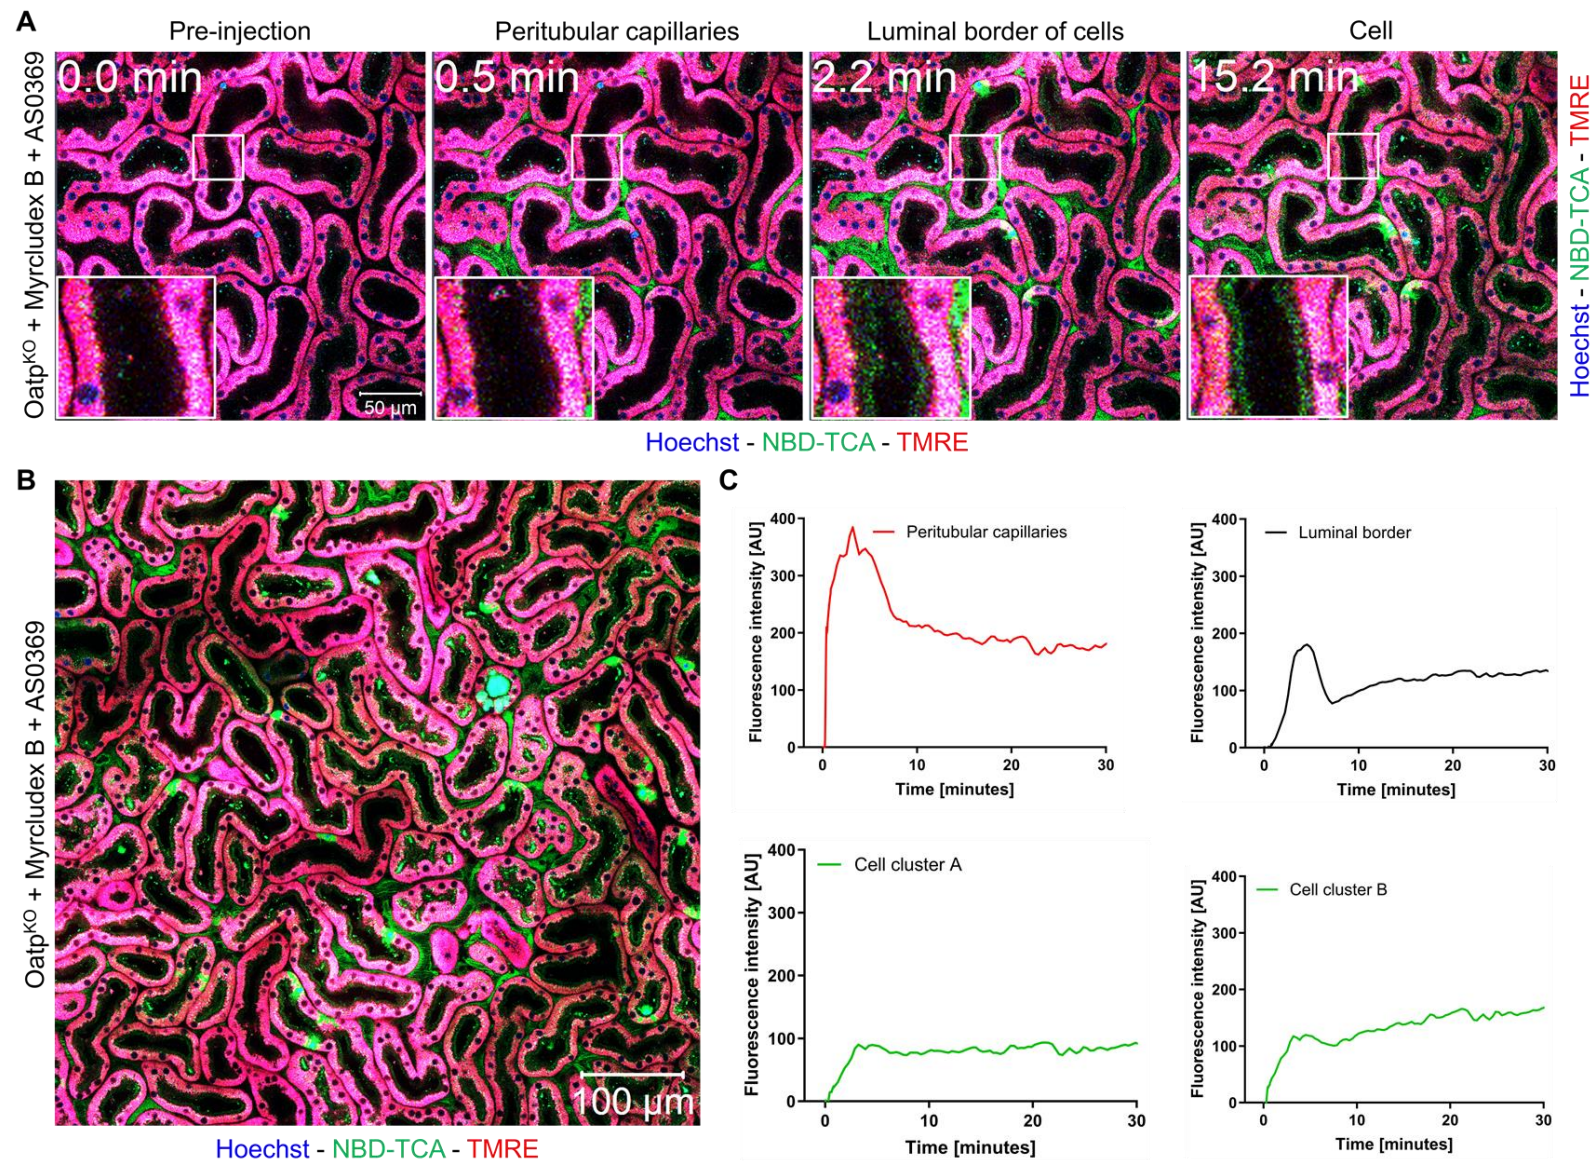 A
Pre-injection
Peritubular capillaries
Luminal border of cells
Cell
Oatpᴷᴼ + Myrcludex B + AS0369
0.0 min
0.5 min
2.2 min
15.2 min
50 µm
Hoechst - NBD-TCA - TMRE
Hoechst - NBD-TCA - TMRE
B
Oatpᴷᴼ + Myrcludex B + AS0369
100 µm
Hoechst - NBD-TCA - TMRE
C
Fluorescence intensity [AU]
400
300
200
100
0
Peritubular capillaries
0 10 20 30
Time [minutes]
Fluorescence intensity [AU]
400
300
200
100
0
Luminal border
0 10 20 30
Time [minutes]
Fluorescence intensity [AU]
400
300
200
100
0
Cell cluster A
0 10 20 30
Time [minutes]
Fluorescence intensity [AU]
400
300
200
100
0
Cell cluster B
0 10 20 30
Time [minutes]